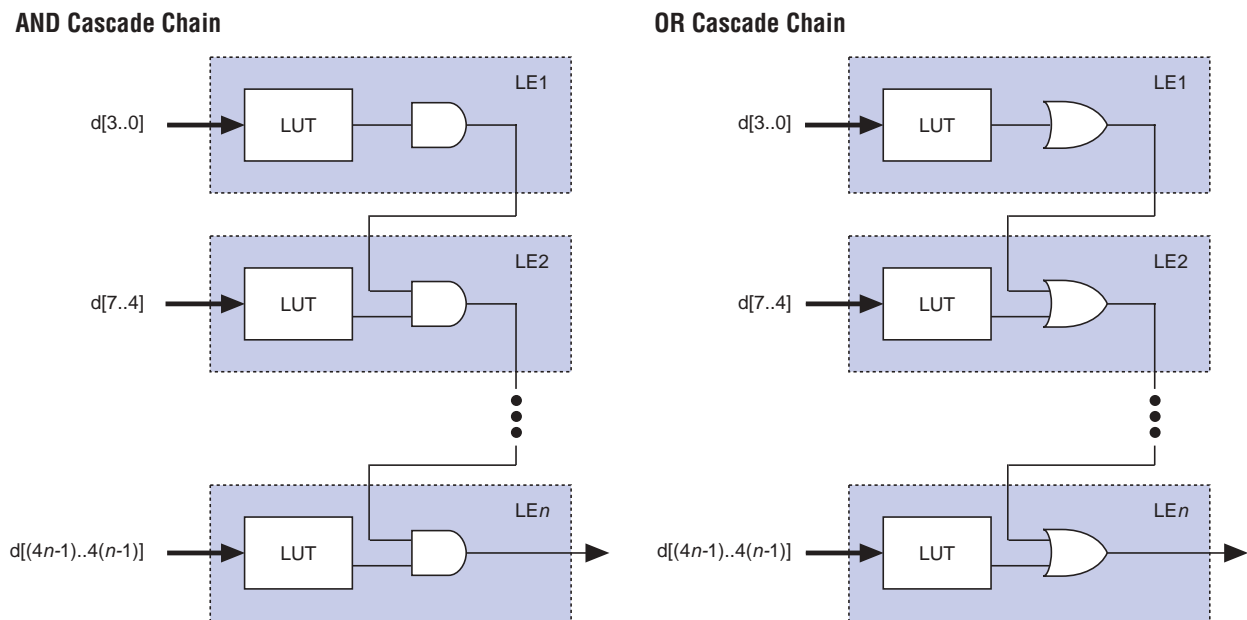 AND Cascade Chain
LE1
d[3..0]
LUT
LE2
d[7..4]
LUT
LEn
d[(4n-1)..4(n-1)]
LUT
OR Cascade Chain
LE1
d[3..0]
LUT
LE2
d[7..4]
LUT
LEn
d[(4n-1)..4(n-1)]
LUT